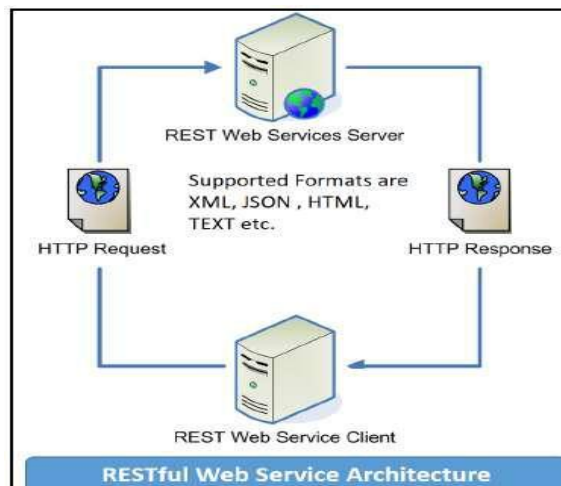 REST Web Services Server
Supported Formats are
XML, JSON , HTML,
TEXT etc.
HTTP Request
HTTP Response
REST Web Service Client
RESTful Web Service Architecture